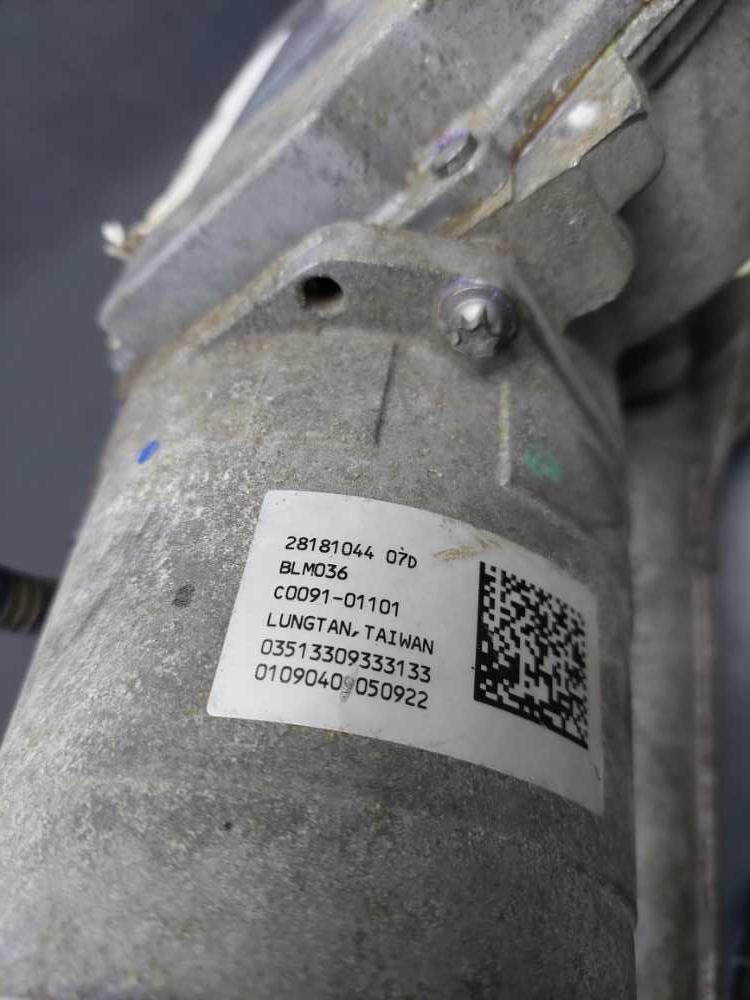 28181044 07D
BLM036
C0091-01101
LUNGTAN, TAIWAN
03513309333133
01090409050922